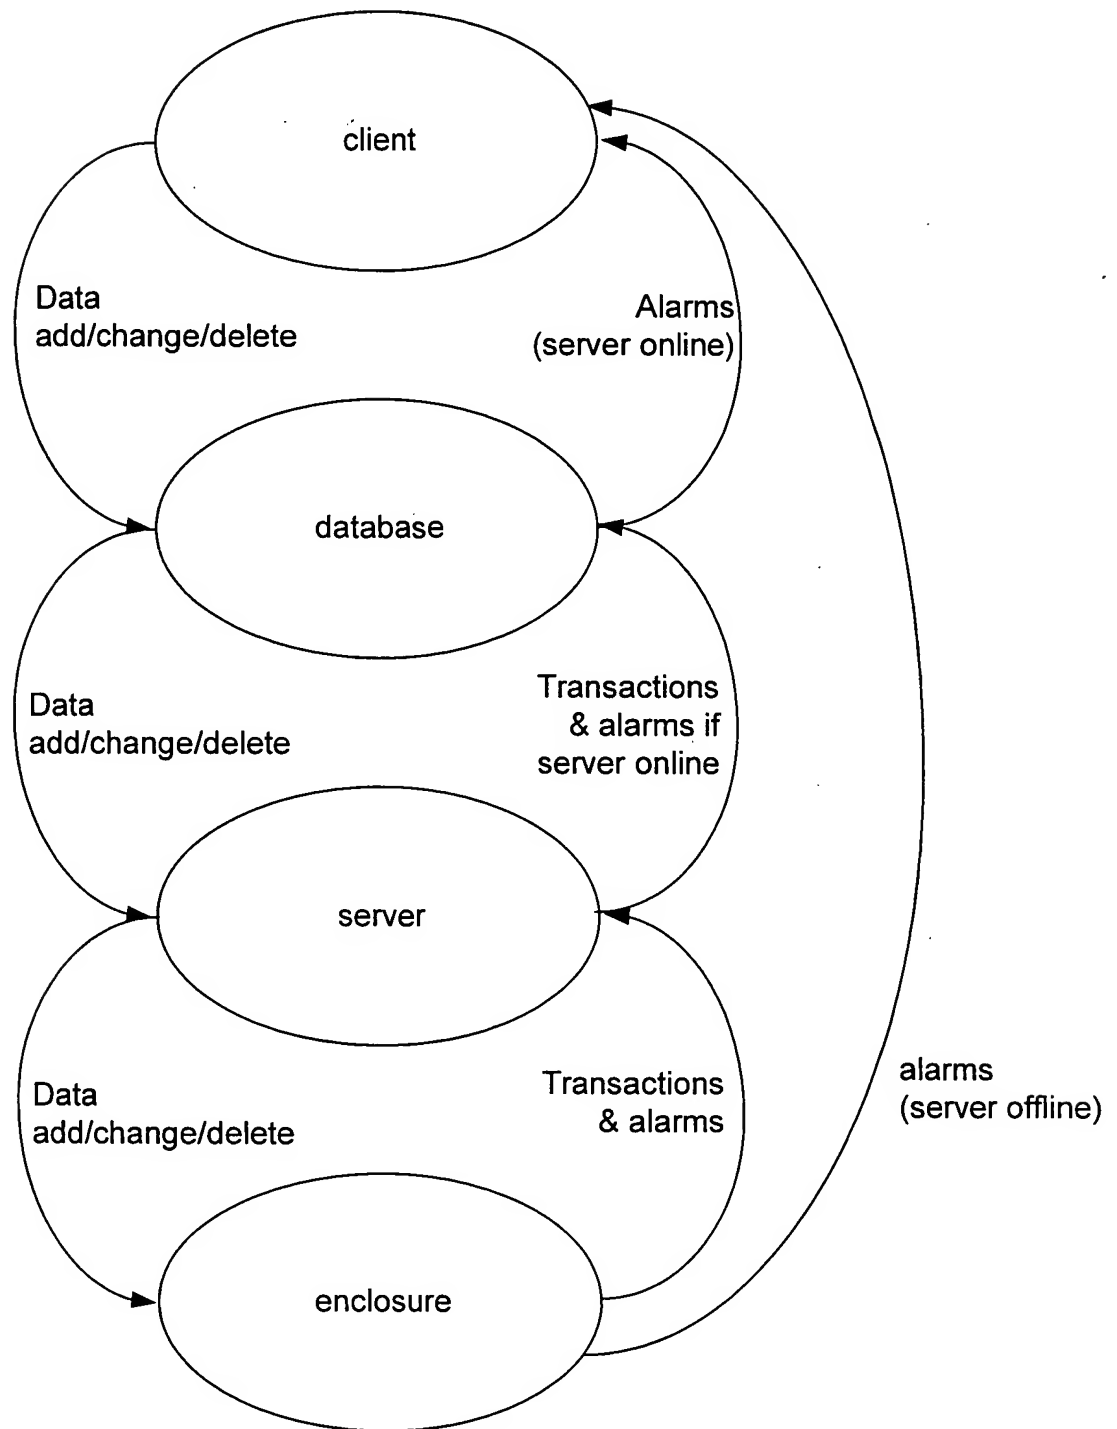 client
Data
add/change/delete
Alarms
(server online)
database
Data
add/change/delete
Transactions
& alarms if
server online
server
Data
add/change/delete
Transactions
& alarms
alarms
(server offline)
enclosure